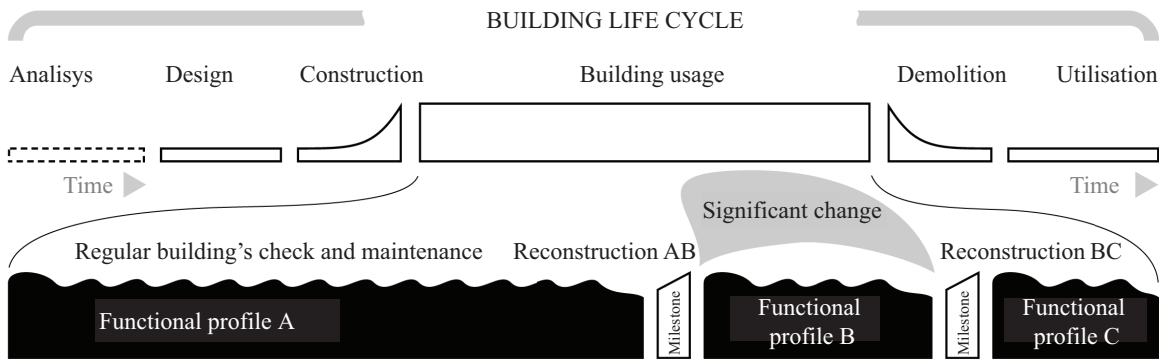 BUILDING LIFE CYCLE
Analisys Design Construction Building usage Demolition Utilisation
Time Time
Significant change
Regular building's check and maintenance Reconstruction AB Reconstruction BC
Functional profile A Milestone Functional profile B Milestone Functional profile C